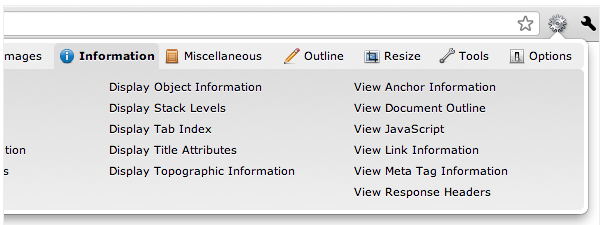 mages Information Miscellaneous Outline Resize Tools Options
Display Object Information View Anchor Information
Display Stack Levels View Document Outline
Display Tab Index View JavaScript
tion Display Title Attributes View Link Information
s Display Topographic Information View Meta Tag Information
View Response Headers